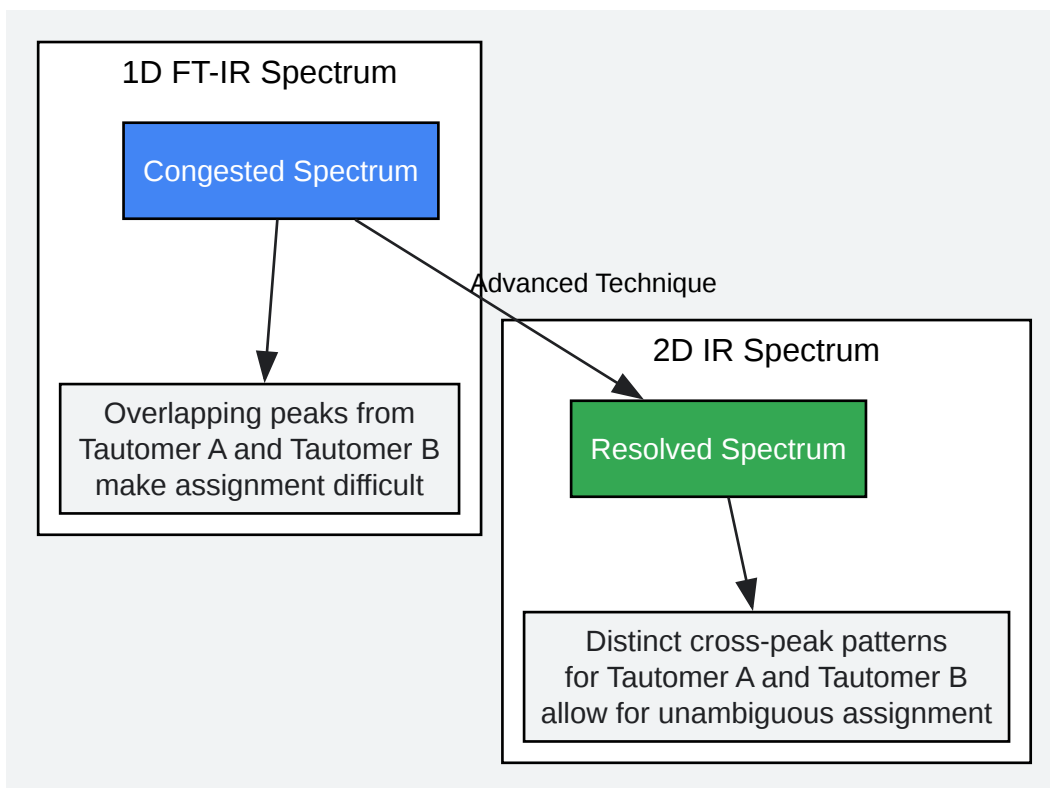 1D FT-IR Spectrum
Congested Spectrum
Advanced Technique
Overlapping peaks from
Tautomer A and Tautomer B
make assignment difficult
2D IR Spectrum
Resolved Spectrum
Distinct cross-peak patterns
for Tautomer A and Tautomer B
allow for unambiguous assignment